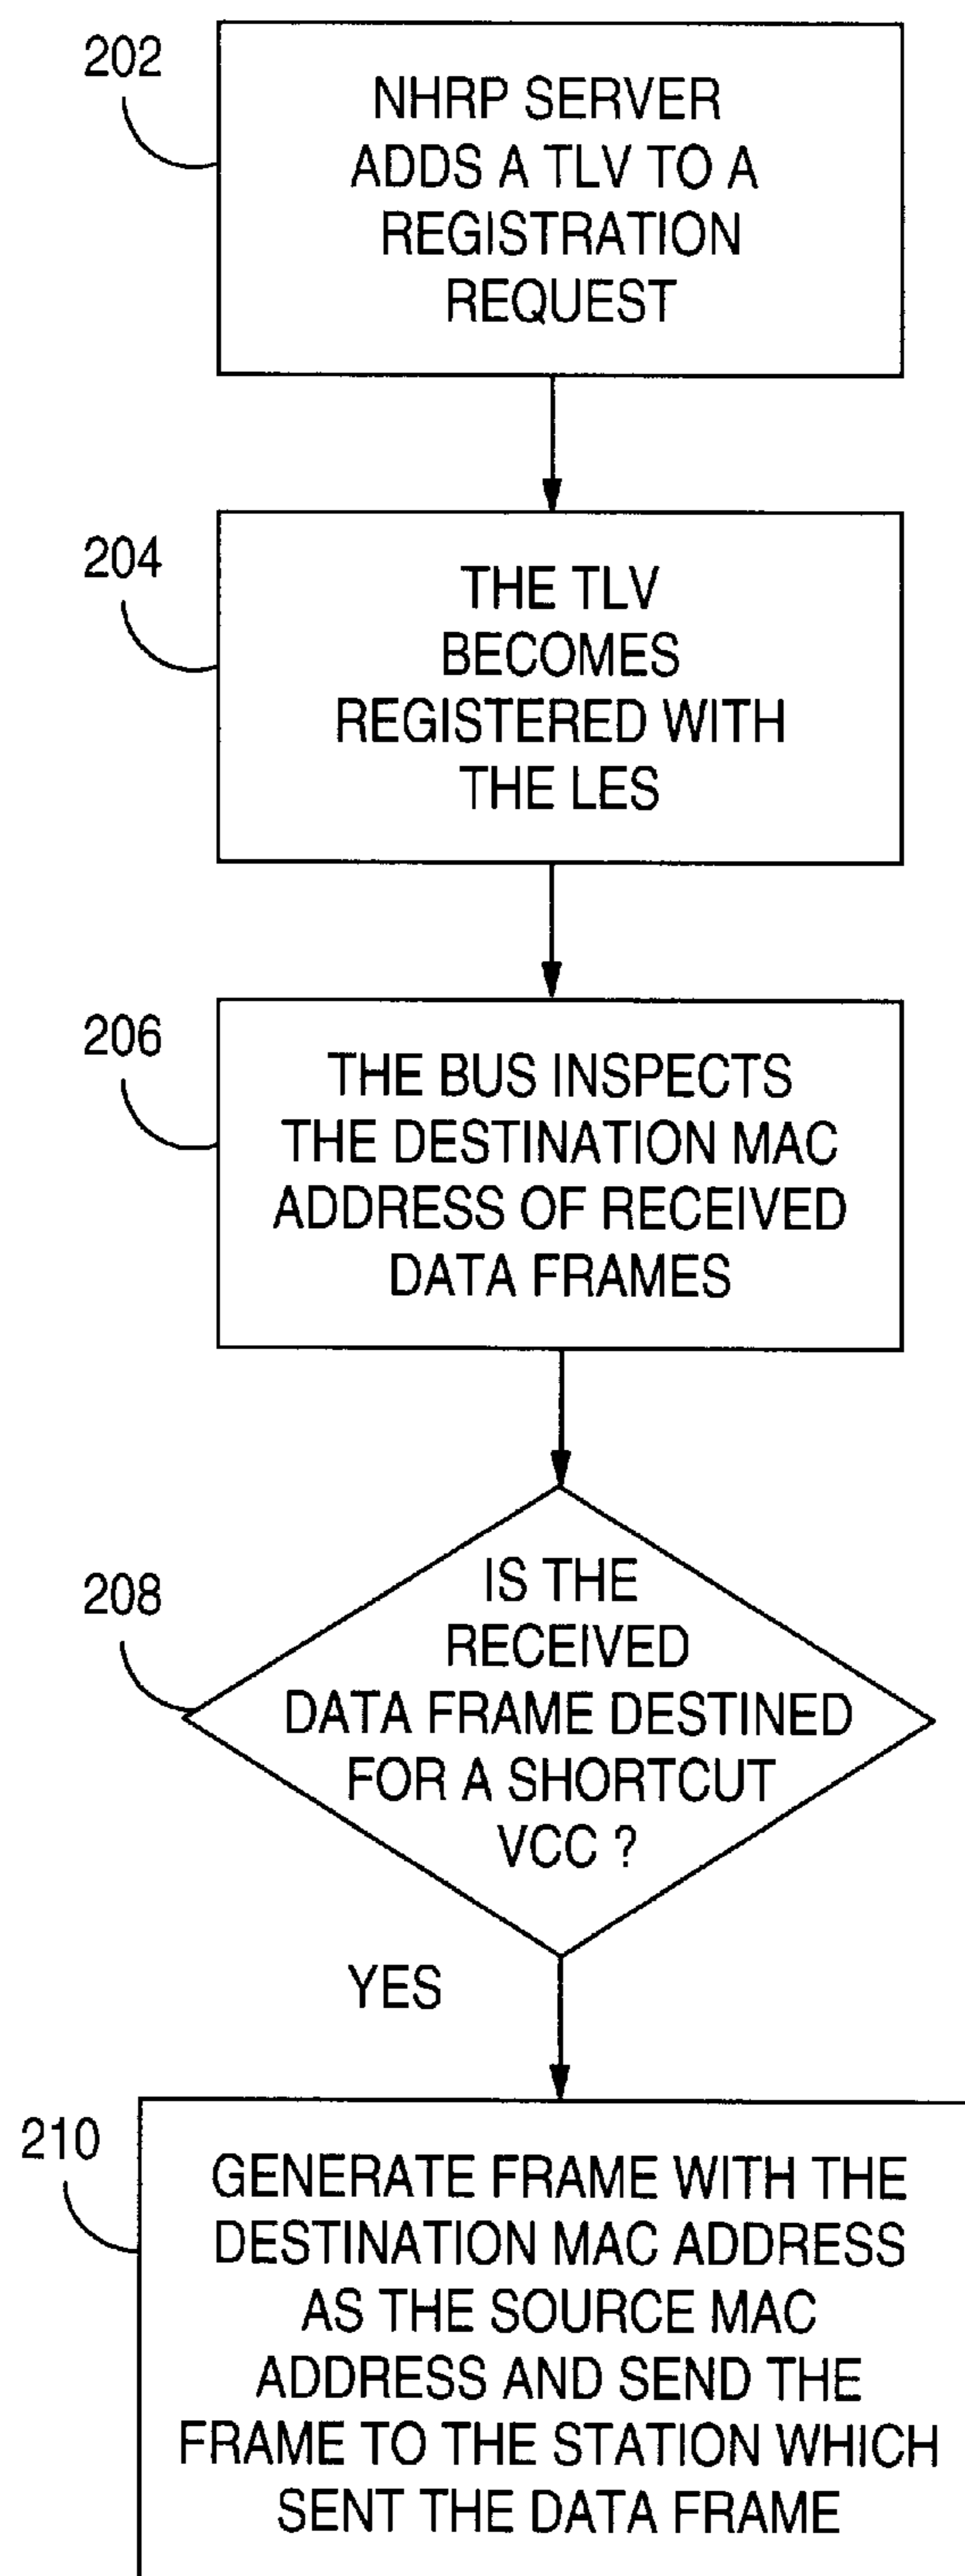 202
NHRP SERVER
ADDS A TLV TO A
REGISTRATION
REQUEST
204
THE TLV
BECOMES
REGISTERED WITH
THE LES
206
THE BUS INSPECTS
THE DESTINATION MAC
ADDRESS OF RECEIVED
DATA FRAMES
208
IS THE
RECEIVED
DATA FRAME DESTINED
FOR A SHORTCUT
VCC ?
YES
210
GENERATE FRAME WITH THE
DESTINATION MAC ADDRESS
AS THE SOURCE MAC
ADDRESS AND SEND THE
FRAME TO THE STATION WHICH
SENT THE DATA FRAME